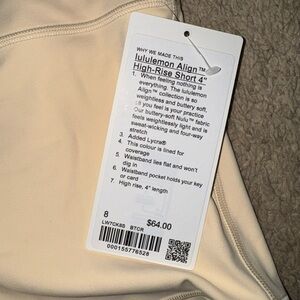 WHY WE MADE THIS
lululemon Align™
High-Rise Short 4"
1. When feeling nothing is
everything. The lululemon
Align™ collection is so
weightless and buttery soft,
you feel is your practice
2. Our buttery-soft Nulu™ fabric
feels weightlessly light and is
sweat-wicking and four-way
stretch
3. Added Lycra®
4. This colour is lined for
coverage
5. Waistband lies flat and won't
dig in
6. Waistband pocket holds your key
or card
7. High rise, 4" length
8
$64.00
LW7DK8S BTCR
000155776528